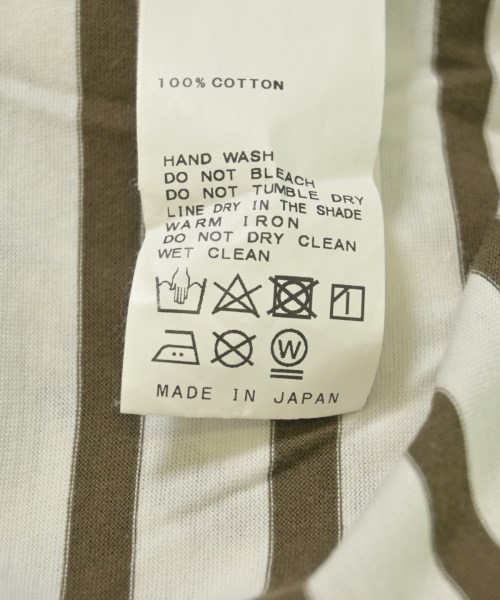 100% COTTON
HAND WASH
DO NOT BLEACH
DO NOT TUMBLE DRY
LINE DRY IN THE SHADE
WARM IRON
DO NOT DRY CLEAN
WET CLEAN
W
MADE IN JAPAN